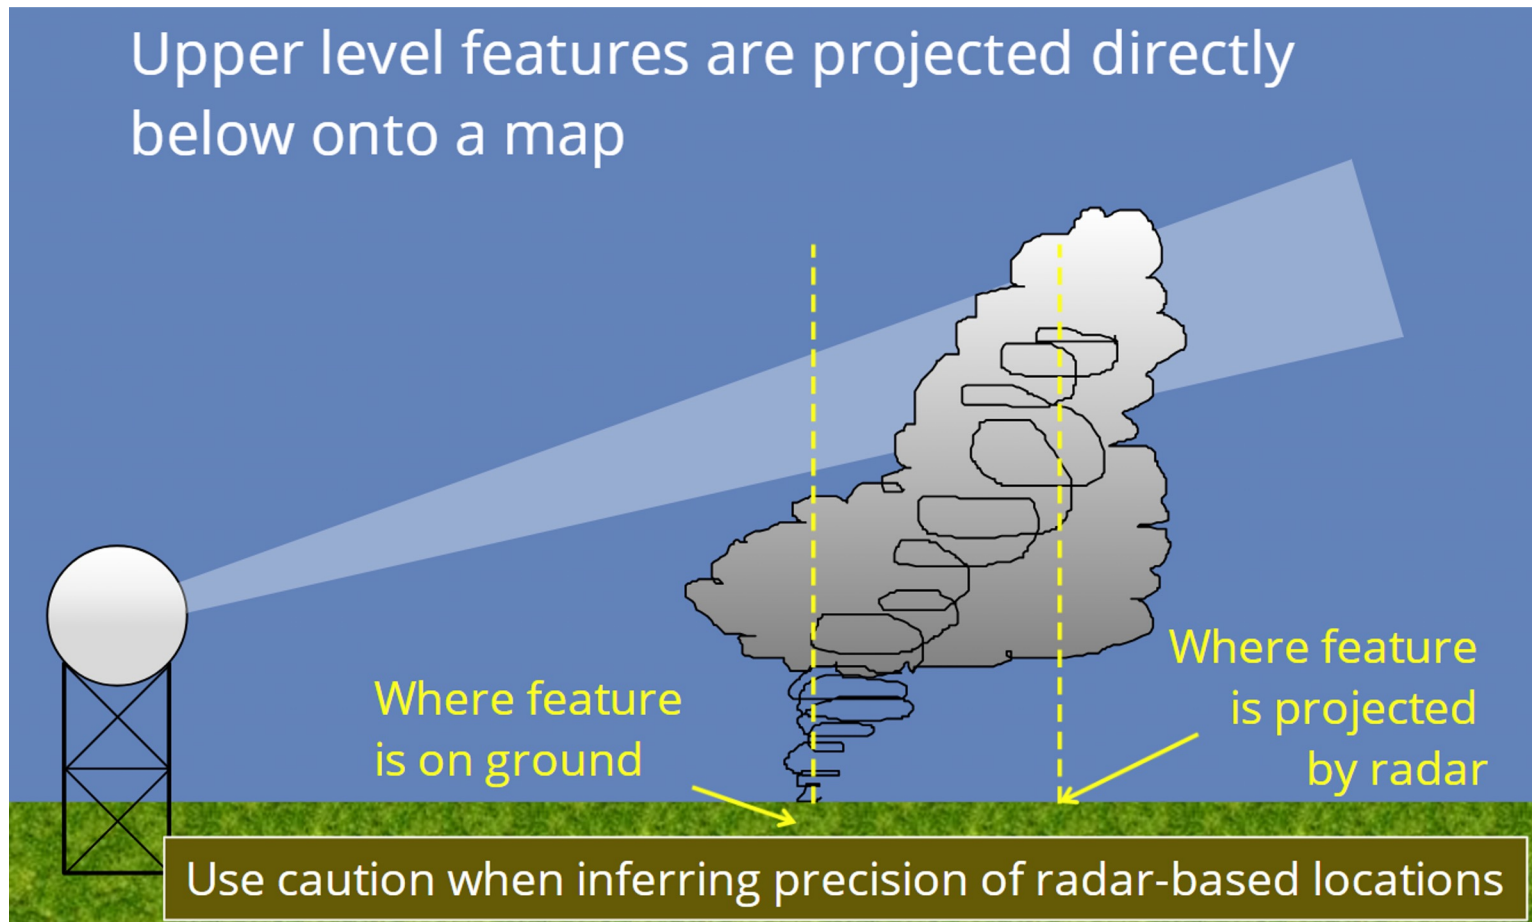 Upper level features are projected directly
below onto a map
Where feature
is on ground
Where feature
is projected
by radar
Use caution when inferring precision of radar-based locations